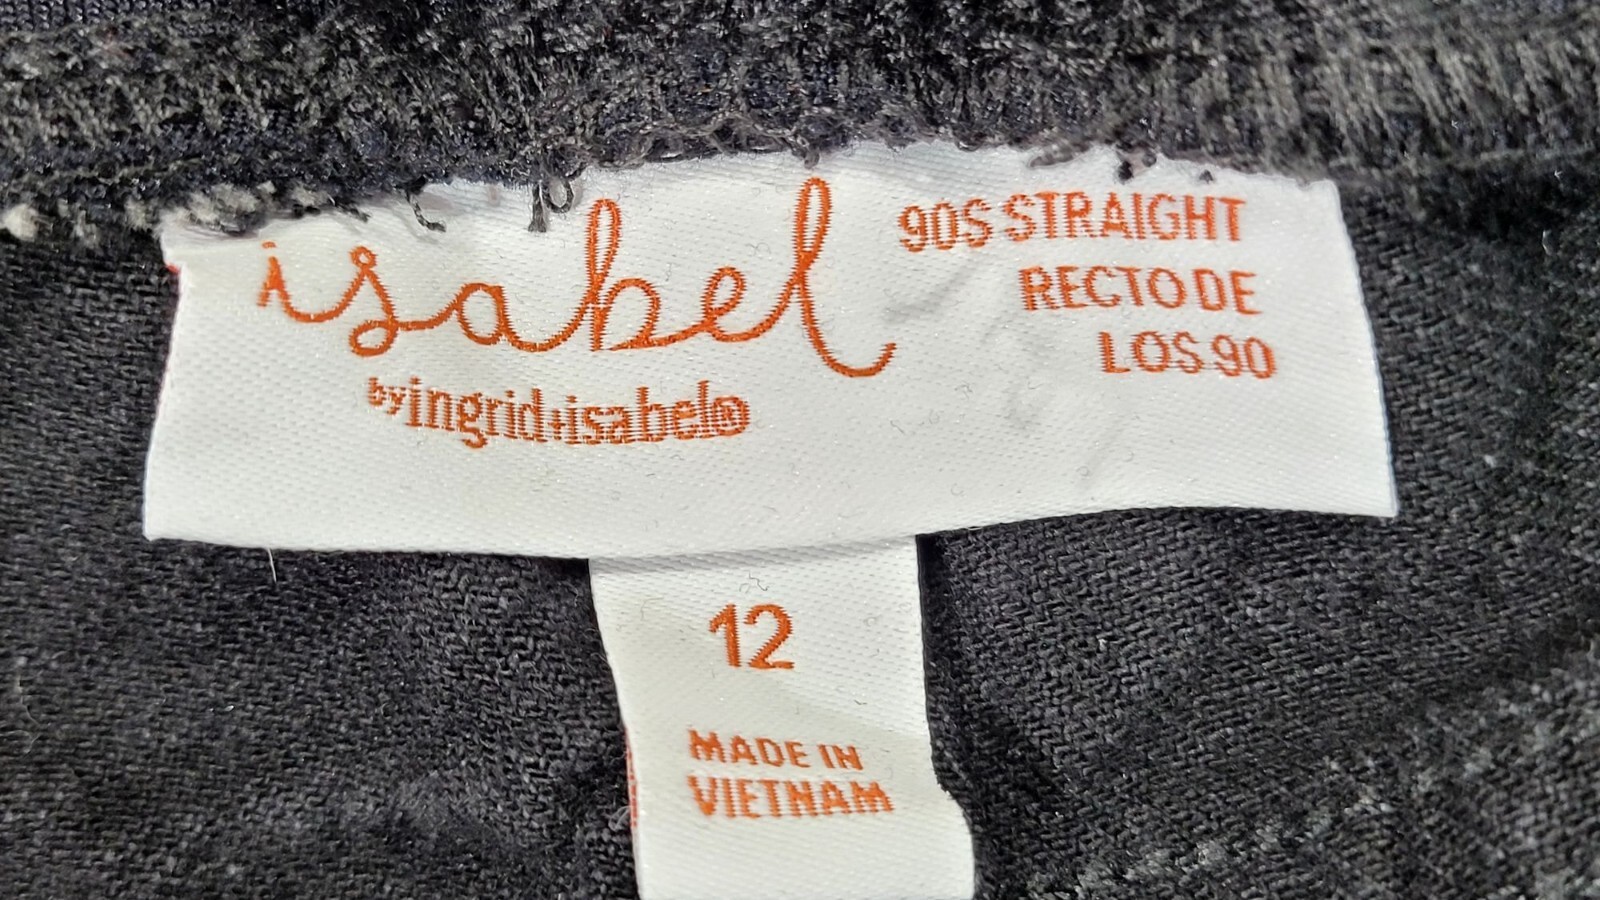 isabel
by ingrid+isabel®
90S STRAIGHT
RECTO DE
LOS 90
12
MADE IN
VIETNAM